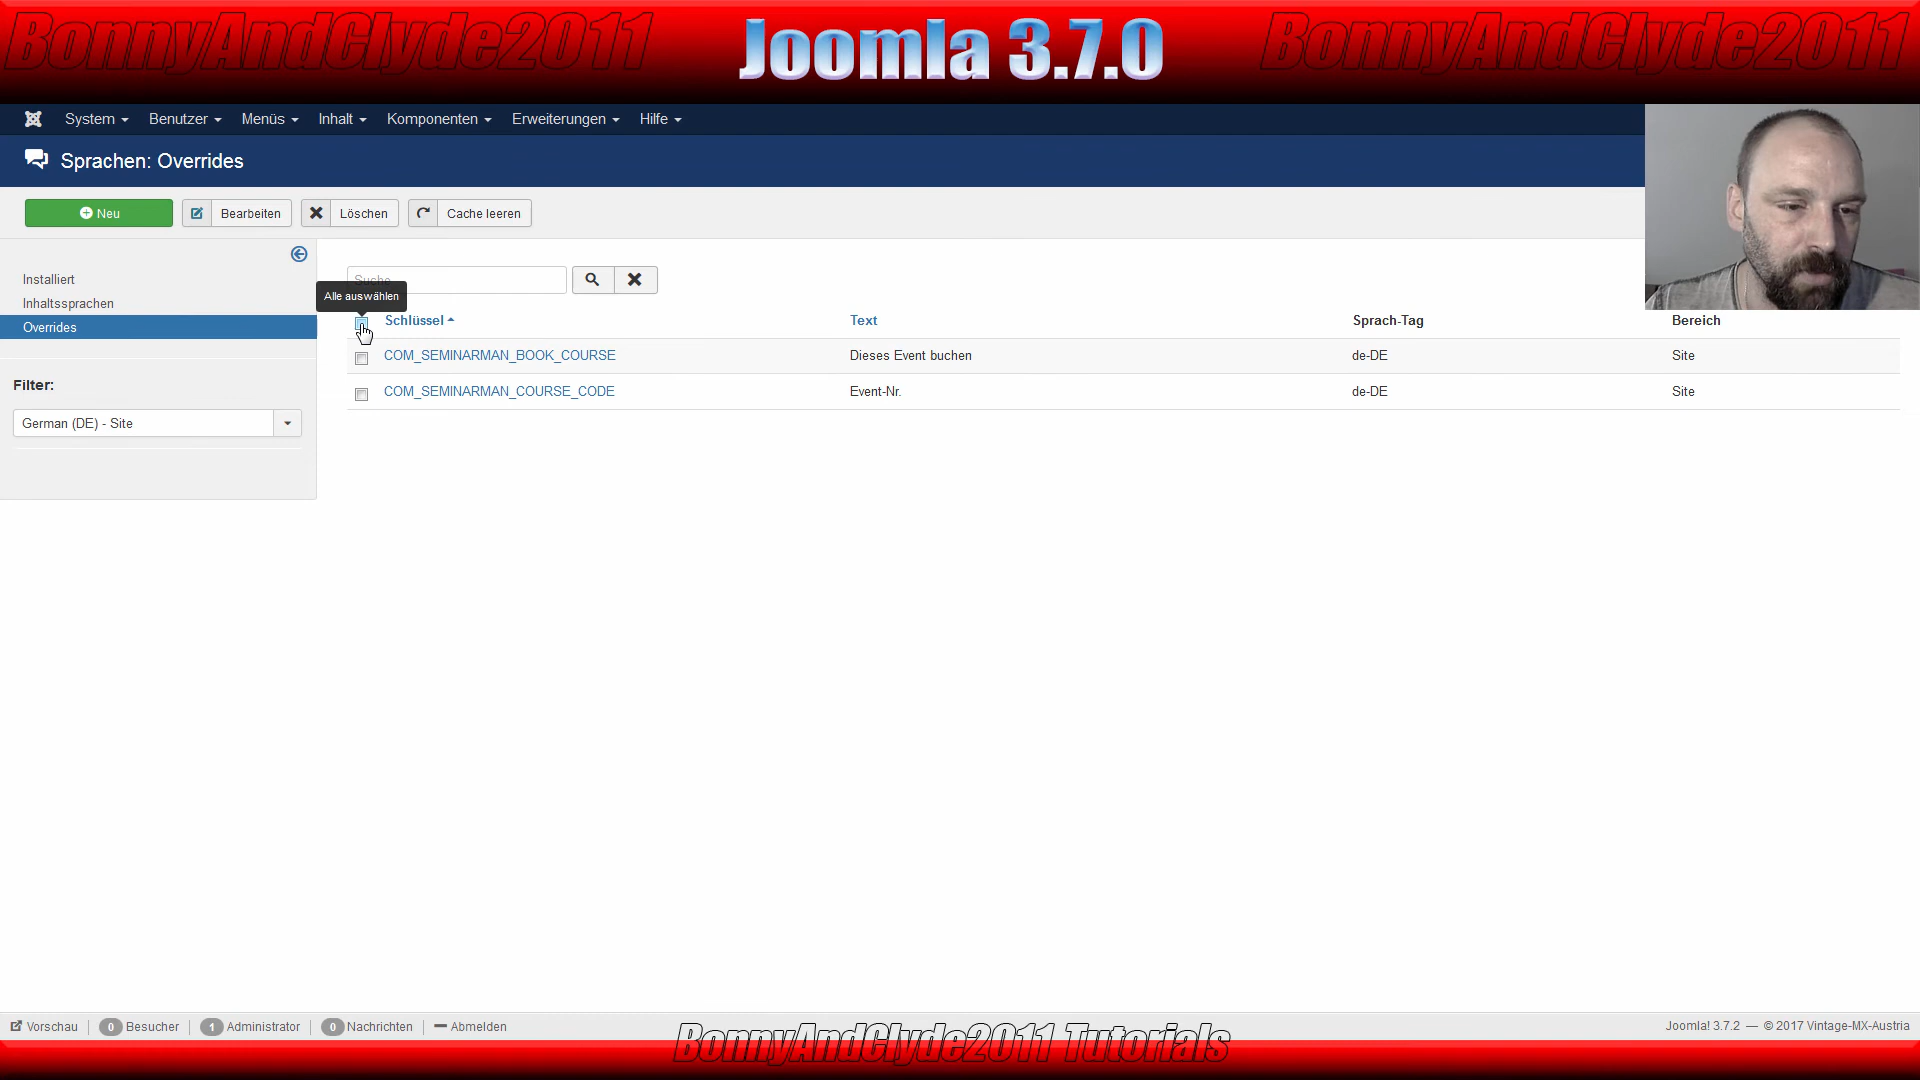 BonnyAndClyde2011
Joomla 3.7.0
BonnyAndClyde2011
System Benutzer Menüs Inhalt Komponenten Erweiterungen Hilfe
Sprachen: Overrides
Neu Bearbeiten Löschen Cache leeren
Installiert
Inhaltssprachen
Overrides
Filter:
German (DE) - Site
Suche
Alle auswählen
Schlüssel Text Sprach-Tag Bereich
COM_SEMINARMAN_BOOK_COURSE Dieses Event buchen de-DE Site
COM_SEMINARMAN_COURSE_CODE Event-Nr. de-DE Site
Vorschau 0 Besucher 1 Administrator 0 Nachrichten Abmelden
Joomla! 3.7.2 — © 2017 Vintage-MX-Austria
BonnyAndClyde2011 Tutorials